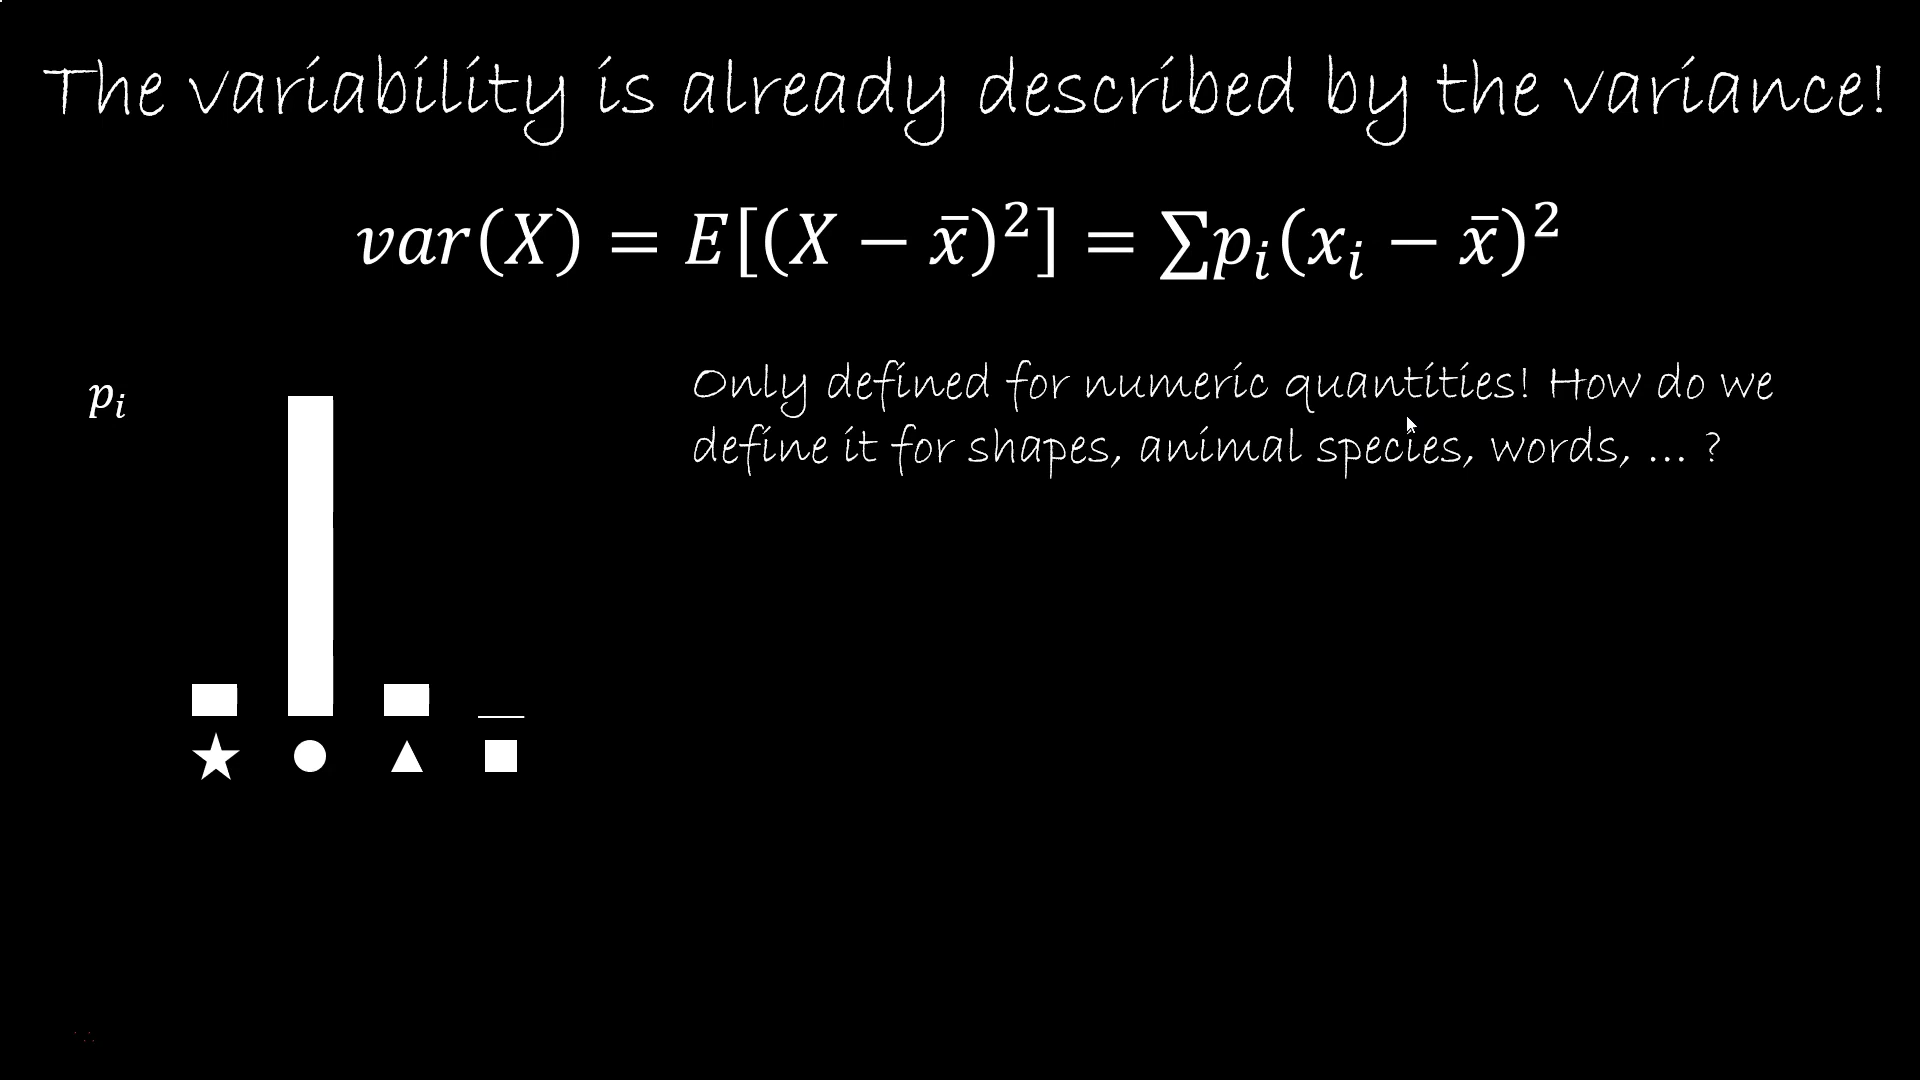 The variability is already described by the variance!
var(X) = E[(X − x̄)²] = ∑pᵢ(xᵢ − x̄)²
Only defined for numeric quantities! How do we
define it for shapes, animal species, words, ... ?
pᵢ